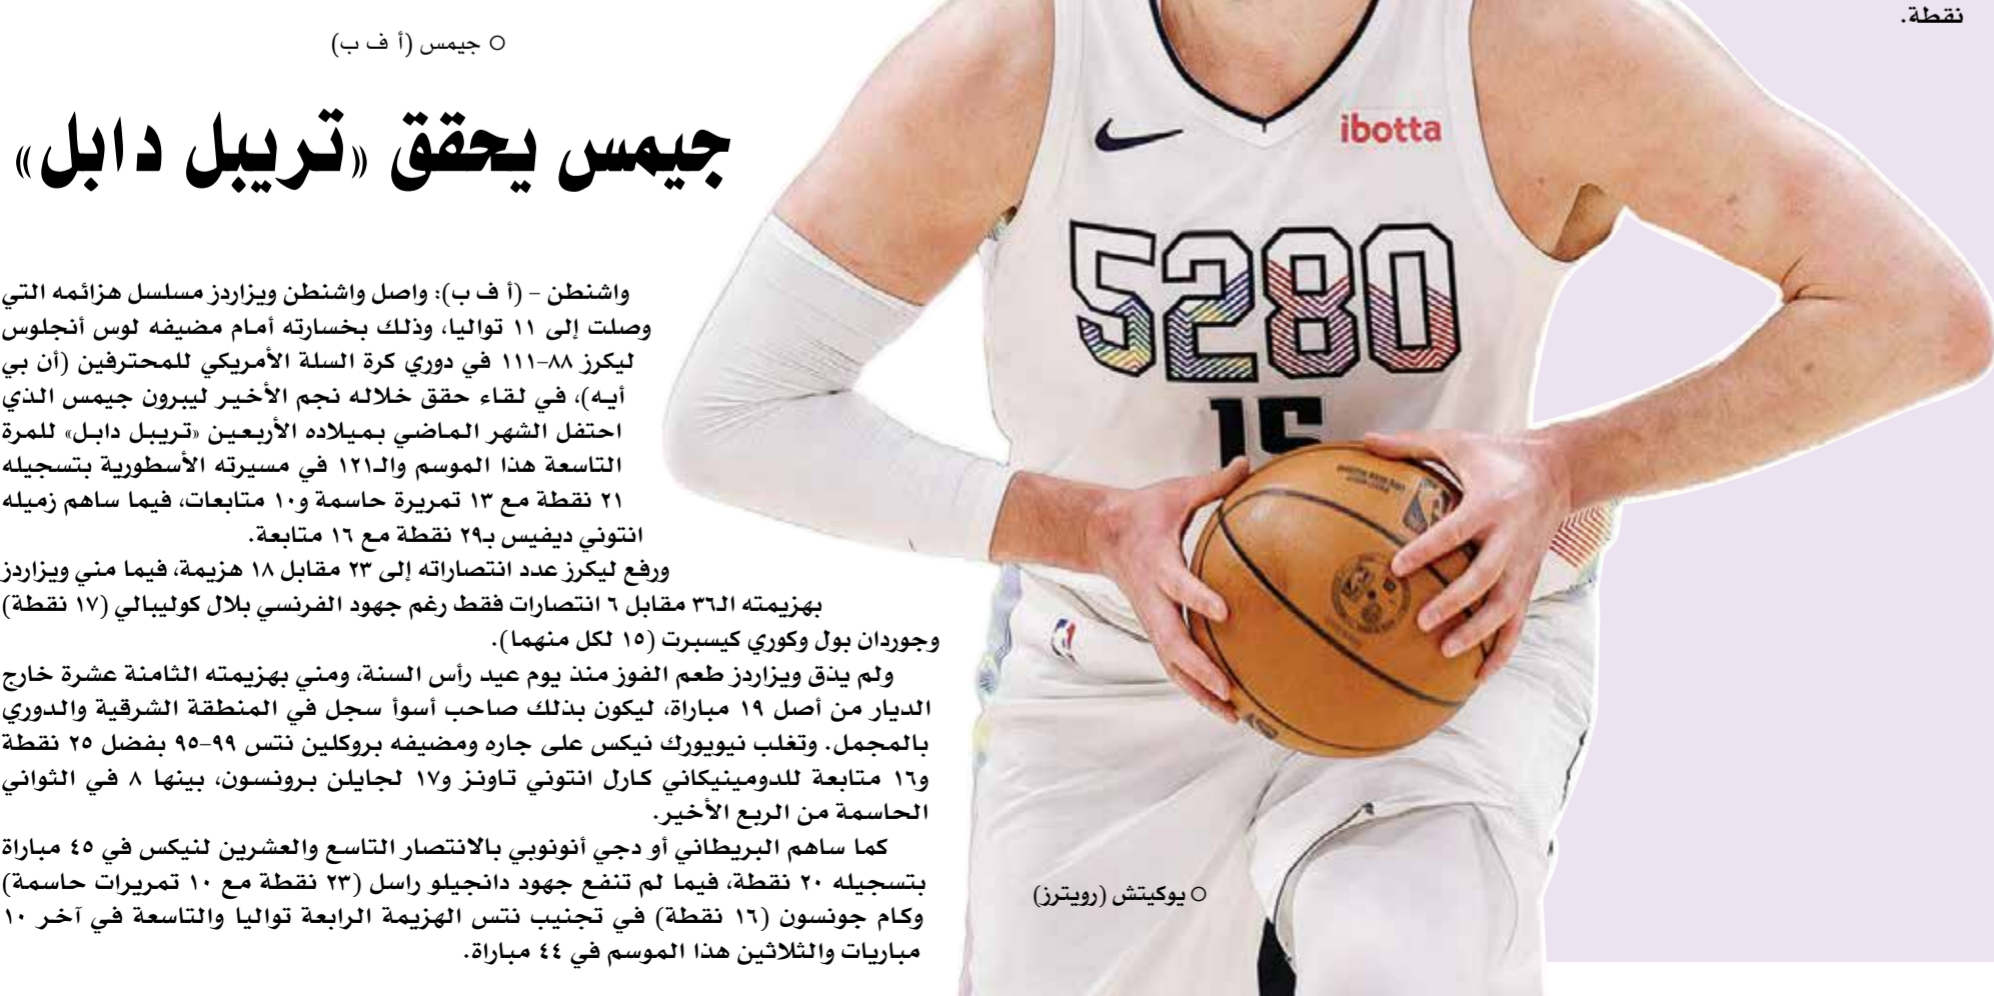 نقطة.
○ جيمس (أ ف ب)
جيمس يحقق «تريبل دابل»
واشنطن – (أ ف ب): واصل واشنطن ويزاردز مسلسل هزائمه التي
وصلت إلى ١١ تواليا، وذلك بخسارته أمام مضيفه لوس أنجلوس
ليكرز ٨٨–١١١ في دوري كرة السلة الأمريكي للمحترفين (أن بي
أيه)، في لقاء حقق خلاله نجم الأخير ليبرون جيمس الذي
احتفل الشهر الماضي بميلاده الأربعين «تريبل دابل» للمرة
التاسعة هذا الموسم والـ١٢١ في مسيرته الأسطورية بتسجيله
٢١ نقطة مع ١٣ تمريرة حاسمة و١٠ متابعات، فيما ساهم زميله
انتوني ديفيس بـ٢٩ نقطة مع ١٦ متابعة.
ورفع ليكرز عدد انتصاراته إلى ٢٣ مقابل ١٨ هزيمة، فيما مني ويزاردز
بهزيمته الـ٣٦ مقابل ٦ انتصارات فقط رغم جهود الفرنسي بلال كوليبالي (١٧ نقطة)
وجوردان بول وكوري كيسبرت (١٥ لكل منهما).
ولم يذق ويزاردز طعم الفوز منذ يوم عيد رأس السنة، ومني بهزيمته الثامنة عشرة خارج
الديار من أصل ١٩ مباراة، ليكون بذلك صاحب أسوأ سجل في المنطقة الشرقية والدوري
بالمجمل. وتغلب نيويورك نيكس على جاره ومضيفه بروكلين نتس ٩٩–٩٥ بفضل ٢٥ نقطة
و١٦ متابعة للدومينيكاني كارل انتوني تاونز و١٧ لجايلن برونسون، بينها ٨ في الثواني
الحاسمة من الربع الأخير.
كما ساهم البريطاني أو دجي أنونوبي بالانتصار التاسع والعشرين لنيكس في ٤٥ مباراة
بتسجيله ٢٠ نقطة، فيما لم تنفع جهود دانجيلو راسل (٢٣ نقطة مع ١٠ تمريرات حاسمة)
وكام جونسون (١٦ نقطة) في تجنيب نتس الهزيمة الرابعة تواليا والتاسعة في آخر ١٠
مباريات والثلاثين هذا الموسم في ٤٤ مباراة.
ibotta
5280
15
○ يوكيتش (رويترز)